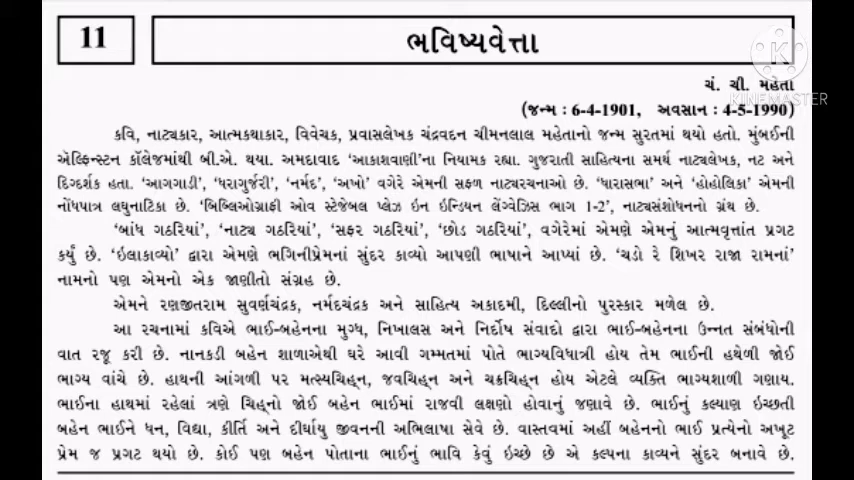 11
ભવિષ્યવેત્તા
ચં. ચી. મહેતા
(જન્મ : 6-4-1901, અવસાન : 4-5-1990)
K
KINEMASTER
કવિ, નાટ્યકાર, આત્મકથાકાર, વિવેચક, પ્રવાસલેખક ચંદ્રવદન ચીમનલાલ મહેતાનો જન્મ સુરતમાં થયો હતો. મુંબઈની
ઍલ્ફિન્સ્ટન કૉલેજમાંથી બી.એ. થયા. અમદાવાદ ‘આકાશવાણી’ના નિયામક રહ્યા. ગુજરાતી સાહિત્યના સમર્થ નાટ્યલેખક, નટ અને
દિગ્દર્શક હતા. ‘આગગાડી’, ‘ધરાગુર્જરી’, ‘નર્મદ’, ‘અખો’ વગેરે એમની સફળ નાટ્યરચનાઓ છે. ‘ધારાસભા’ અને ‘હોહોલિકા’ એમની
નોંધપાત્ર લઘુનાટિકા છે. ‘બિબ્લિઓગ્રાફી ઓવ સ્ટેજેબલ પ્લેઝ ઇન ઇન્ડિયન લેંગ્વેઝિસ ભાગ 1-2’, નાટ્યસંશોધનનો ગ્રંથ છે.
‘બાંધ ગઠરિયાં’, ‘નાટ્ય ગઠરિયાં’, ‘સફર ગઠરિયાં’, ‘છોડ ગઠરિયાં’, વગેરેમાં એમણે એમનું આત્મવૃત્તાંત પ્રગટ
કર્યું છે. ‘ઇલાકાવ્યો’ દ્વારા એમણે ભગિનીપ્રેમનાં સુંદર કાવ્યો આપણી ભાષાને આપ્યાં છે. ‘ચડો રે શિખર રાજા રામનાં’
નામનો પણ એમનો એક જાણીતો સંગ્રહ છે.
એમને રણજીતરામ સુવર્ણચંદ્રક, નર્મદચંદ્રક અને સાહિત્ય અકાદમી, દિલ્લીનો પુરસ્કાર મળેલ છે.
આ રચનામાં કવિએ ભાઈ-બહેનના મુગ્ધ, નિખાલસ અને નિર્દોષ સંવાદો દ્વારા ભાઈ-બહેનના ઉન્નત સંબંધોની
વાત રજૂ કરી છે. નાનકડી બહેન શાળાએથી ઘરે આવી ગમ્મતમાં પોતે ભાગ્યવિધાત્રી હોય તેમ ભાઈની હથેળી જોઈ
ભાગ્ય વાંચે છે. હાથની આંગળી પર મત્સ્યચિહ્ન, જવચિહ્ન અને ચક્રચિહ્ન હોય એટલે વ્યક્તિ ભાગ્યશાળી ગણાય.
ભાઈના હાથમાં રહેલાં ત્રણે ચિહ્નો જોઈ બહેન ભાઈમાં રાજવી લક્ષણો હોવાનું જણાવે છે. ભાઈનું કલ્યાણ ઇચ્છતી
બહેન ભાઈને ધન, વિદ્યા, કીર્તિ અને દીર્ઘાયુ જીવનની અભિલાષા સેવે છે. વાસ્તવમાં અહીં બહેનનો ભાઈ પ્રત્યેનો અખૂટ
પ્રેમ જ પ્રગટ થયો છે. કોઈ પણ બહેન પોતાના ભાઈનું ભાવિ કેવું ઇચ્છે છે એ કલ્પના કાવ્યને સુંદર બનાવે છે.